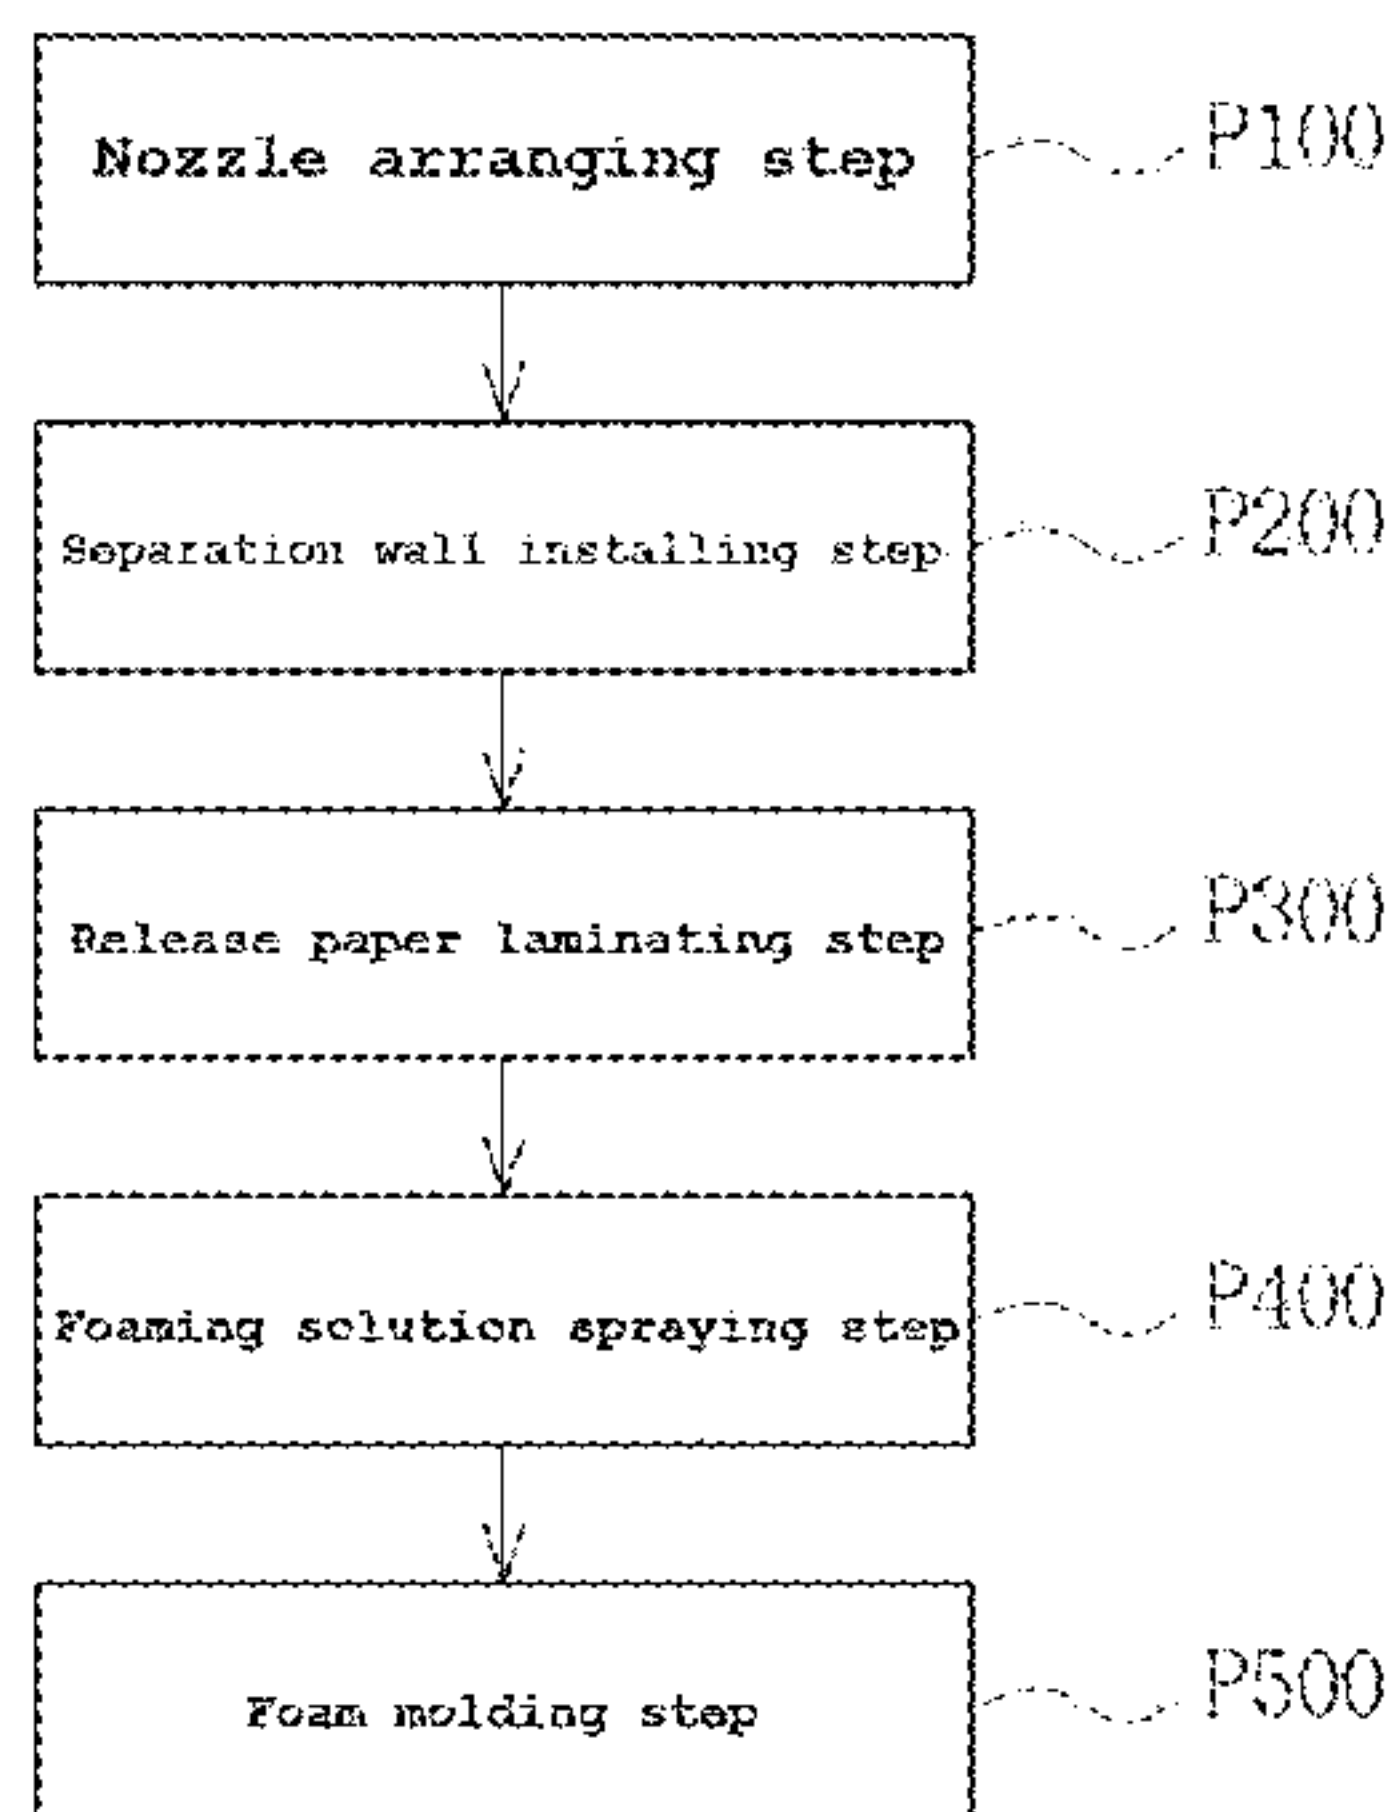 Nozzle arranging step
P100
Separation wall installing step
P200
Release paper laminating step
P300
Foaming solution spraying step
P400
Foam molding step
P500